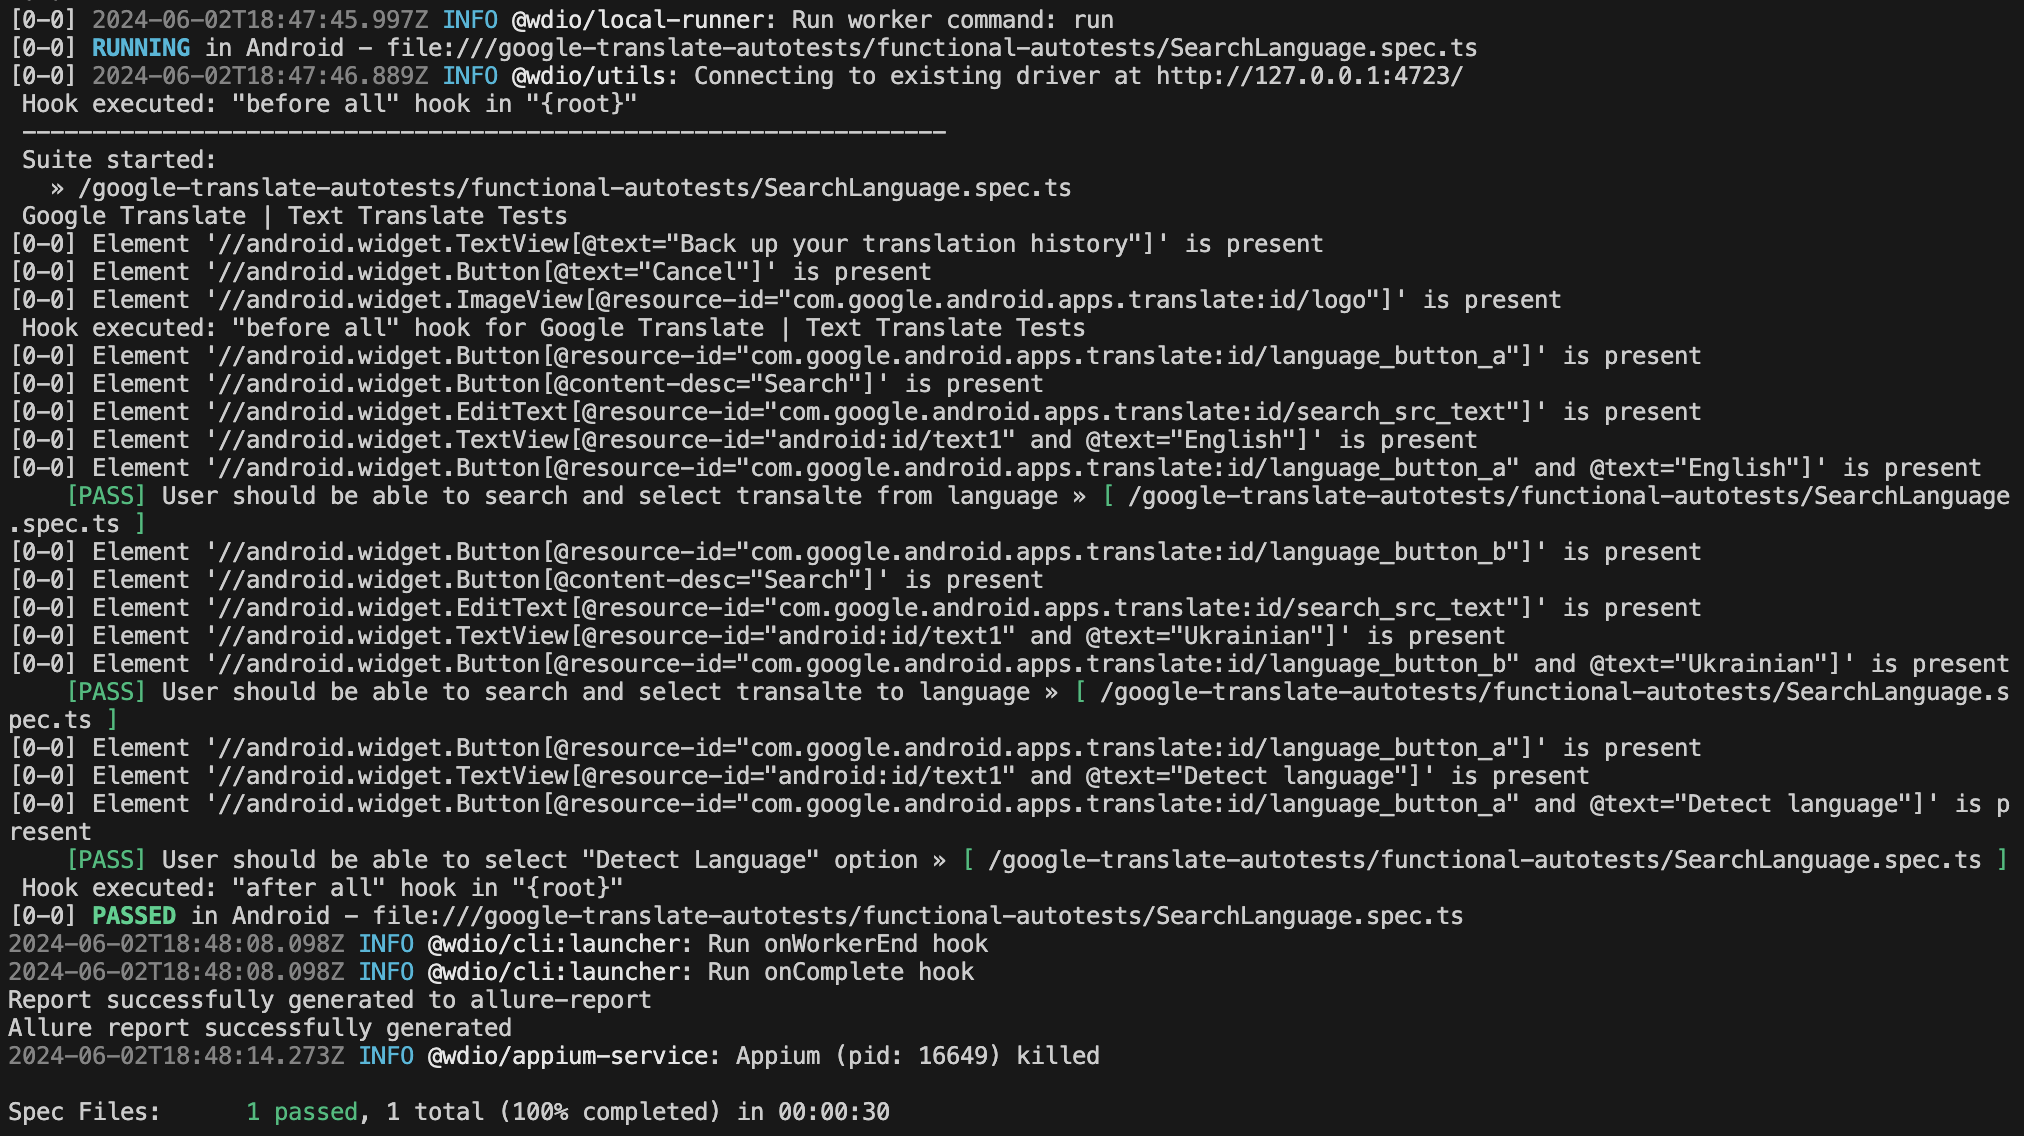 [0-0] 2024-06-02T18:47:45.997Z INFO @wdio/local-runner: Run worker command: run
[0-0] RUNNING in Android - file:///google-translate-autotests/functional-autotests/SearchLanguage.spec.ts
[0-0] 2024-06-02T18:47:46.889Z INFO @wdio/utils: Connecting to existing driver at http://127.0.0.1:4723/
Hook executed: "before all" hook in "{root}"
------------------------------------------------------------------
Suite started:
» /google-translate-autotests/functional-autotests/SearchLanguage.spec.ts
Google Translate | Text Translate Tests
[0-0] Element '//android.widget.TextView[@text="Back up your translation history"]' is present
[0-0] Element '//android.widget.Button[@text="Cancel"]' is present
[0-0] Element '//android.widget.ImageView[@resource-id="com.google.android.apps.translate:id/logo"]' is present
Hook executed: "before all" hook for Google Translate | Text Translate Tests
[0-0] Element '//android.widget.Button[@resource-id="com.google.android.apps.translate:id/language_button_a"]' is present
[0-0] Element '//android.widget.Button[@content-desc="Search"]' is present
[0-0] Element '//android.widget.EditText[@resource-id="com.google.android.apps.translate:id/search_src_text"]' is present
[0-0] Element '//android.widget.TextView[@resource-id="android:id/text1" and @text="English"]' is present
[0-0] Element '//android.widget.Button[@resource-id="com.google.android.apps.translate:id/language_button_a" and @text="English"]' is present
[PASS] User should be able to search and select transalte from language » [ /google-translate-autotests/functional-autotests/SearchLanguage
.spec.ts ]
[0-0] Element '//android.widget.Button[@resource-id="com.google.android.apps.translate:id/language_button_b"]' is present
[0-0] Element '//android.widget.Button[@content-desc="Search"]' is present
[0-0] Element '//android.widget.EditText[@resource-id="com.google.android.apps.translate:id/search_src_text"]' is present
[0-0] Element '//android.widget.TextView[@resource-id="android:id/text1" and @text="Ukrainian"]' is present
[0-0] Element '//android.widget.Button[@resource-id="com.google.android.apps.translate:id/language_button_b" and @text="Ukrainian"]' is present
[PASS] User should be able to search and select transalte to language » [ /google-translate-autotests/functional-autotests/SearchLanguage.s
pec.ts ]
[0-0] Element '//android.widget.Button[@resource-id="com.google.android.apps.translate:id/language_button_a"]' is present
[0-0] Element '//android.widget.TextView[@resource-id="android:id/text1" and @text="Detect language"]' is present
[0-0] Element '//android.widget.Button[@resource-id="com.google.android.apps.translate:id/language_button_a" and @text="Detect language"]' is p
resent
[PASS] User should be able to select "Detect Language" option » [ /google-translate-autotests/functional-autotests/SearchLanguage.spec.ts ]
Hook executed: "after all" hook in "{root}"
[0-0] PASSED in Android - file:///google-translate-autotests/functional-autotests/SearchLanguage.spec.ts
2024-06-02T18:48:08.098Z INFO @wdio/cli:launcher: Run onWorkerEnd hook
2024-06-02T18:48:08.098Z INFO @wdio/cli:launcher: Run onComplete hook
Report successfully generated to allure-report
Allure report successfully generated
2024-06-02T18:48:14.273Z INFO @wdio/appium-service: Appium (pid: 16649) killed
Spec Files: 1 passed, 1 total (100% completed) in 00:00:30